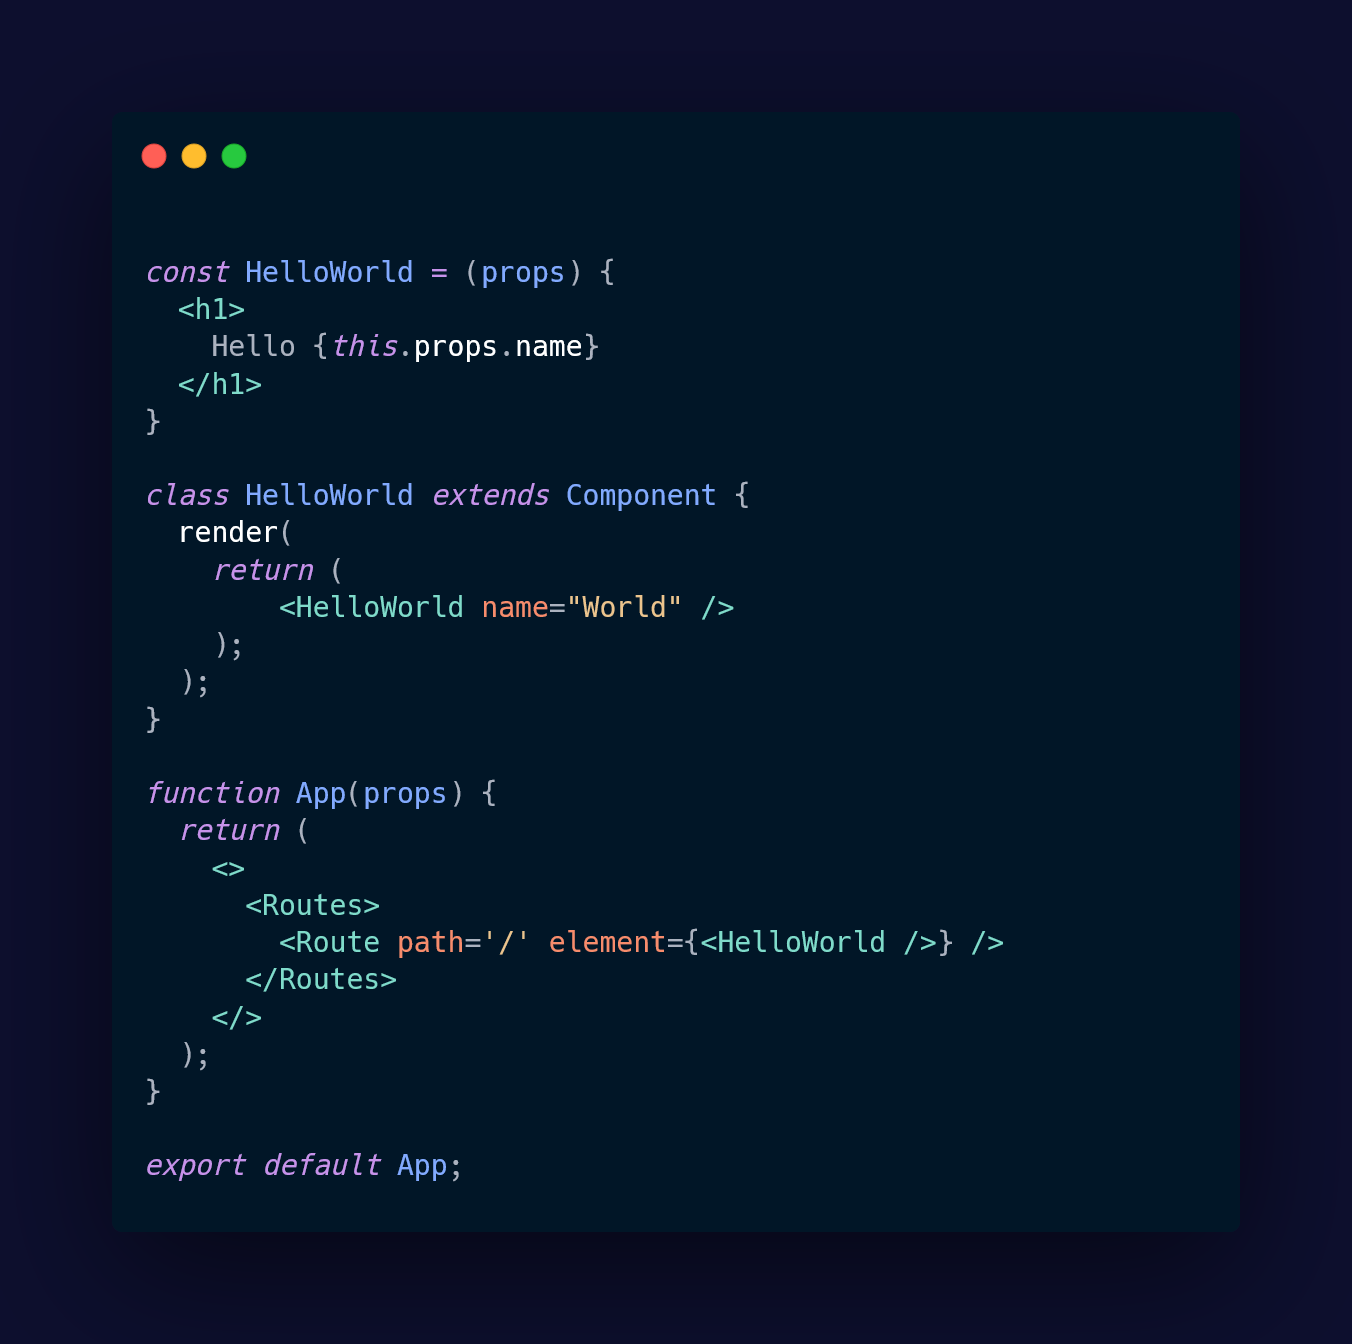 const HelloWorld = (props) {
  <h1>
    Hello {this.props.name}
  </h1>
}

class HelloWorld extends Component {
  render(
    return (
        <HelloWorld name="World" />
    );
  );
}

function App(props) {
  return (
    <>
      <Routes>
        <Route path='/' element={<HelloWorld />} />
      </Routes>
    </>
  );
}

export default App;